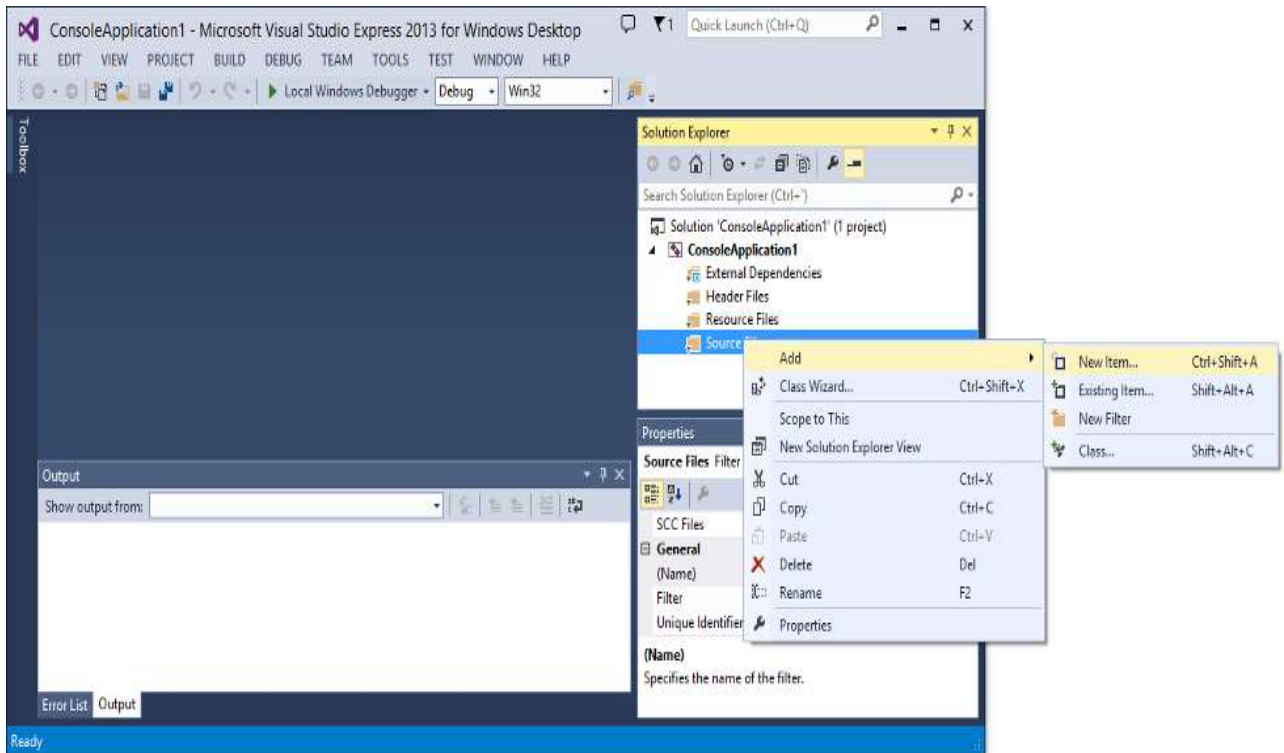 ConsoleApplication1 - Microsoft Visual Studio Express 2013 for Windows Desktop
1
Quick Launch (Ctrl+Q)
FILE EDIT VIEW PROJECT BUILD DEBUG TEAM TOOLS TEST WINDOW HELP
Local Windows Debugger
Debug
Win32
Toolbox
Solution Explorer
Search Solution Explorer (Ctrl+`)
Solution 'ConsoleApplication1' (1 project)
ConsoleApplication1
External Dependencies
Header Files
Resource Files
Source
Add
Class Wizard... Ctrl+Shift+X
Scope to This
New Solution Explorer View
Cut Ctrl+X
Copy Ctrl+C
Paste Ctrl+V
Delete Del
Rename F2
Properties
New Item... Ctrl+Shift+A
Existing Item... Shift+Alt+A
New Filter
Class... Shift+Alt+C
Properties
Source Files Filter
SCC Files
General
(Name)
Filter
Unique Identifier
(Name)
Specifies the name of the filter.
Output
Show output from:
Error List Output
Ready